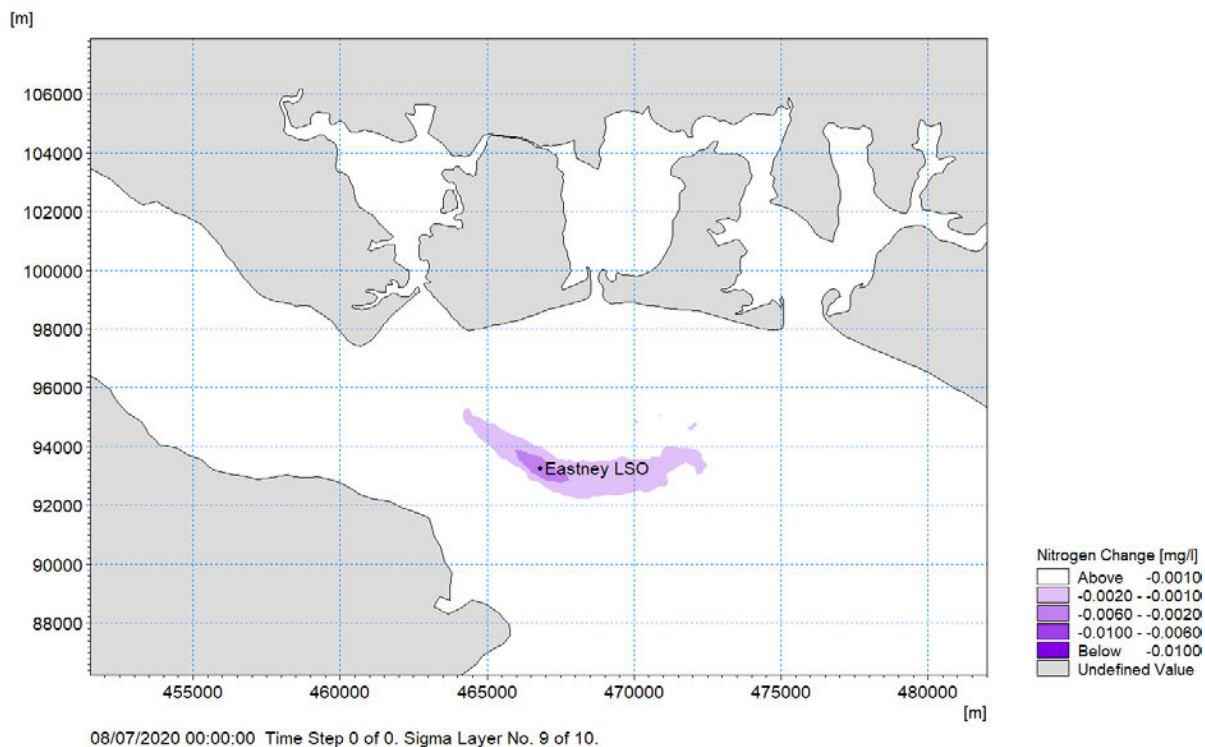 [m]
106000
104000
102000
100000
98000
96000
94000
92000
90000
88000
Eastney LSO
455000 460000 465000 470000 475000 480000
[m]
Nitrogen Change [mg/l]
Above -0.0010
-0.0020 - -0.0010
-0.0060 - -0.0020
-0.0100 - -0.0060
Below -0.0100
Undefined Value
08/07/2020 00:00:00 Time Step 0 of 0. Sigma Layer No. 9 of 10.